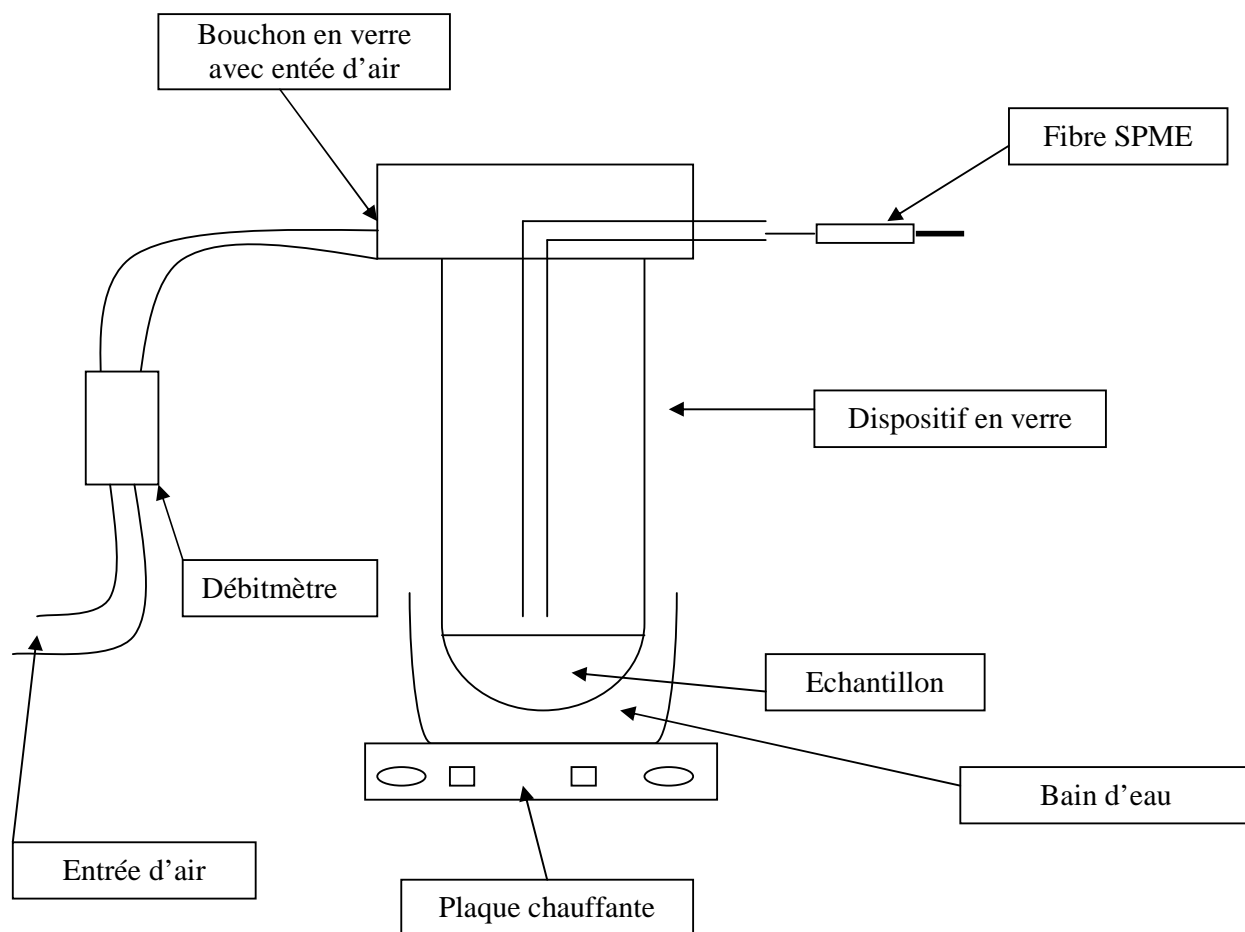 Bouchon en verre
avec entée d'air
Fibre SPME
Dispositif en verre
Débitmètre
Echantillon
Bain d'eau
Entrée d'air
Plaque chauffante